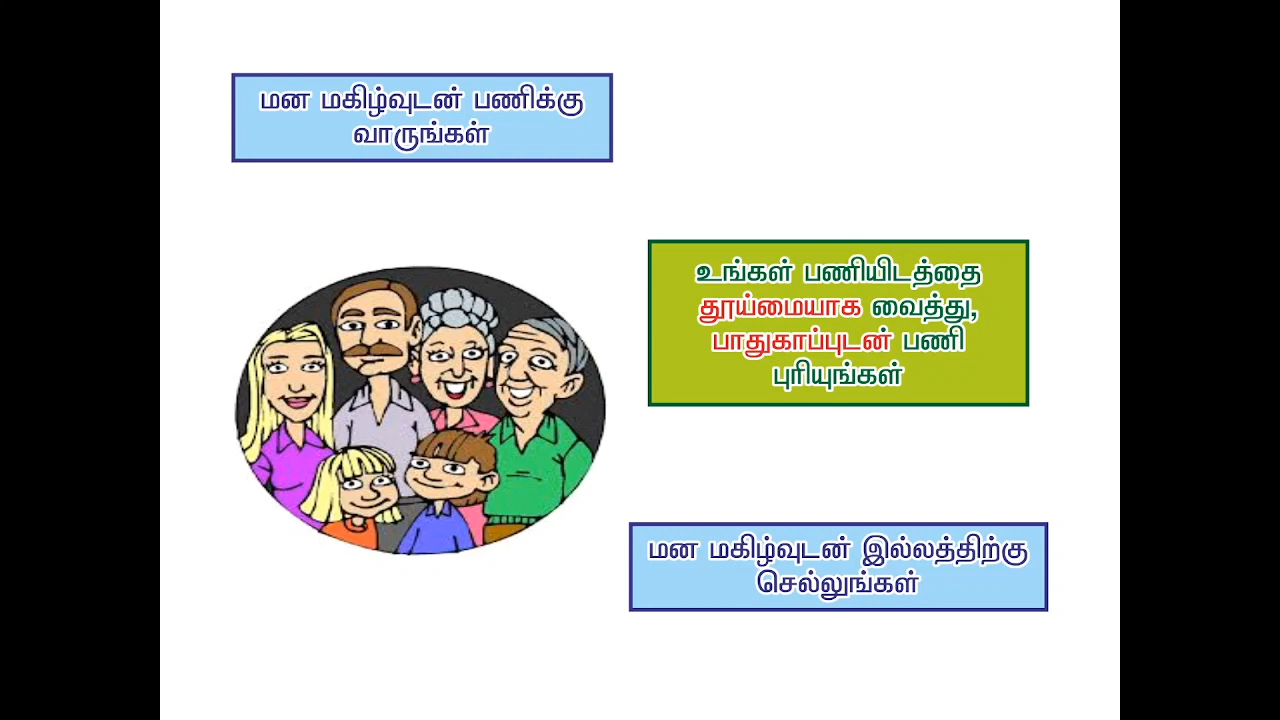 மன மகிழ்வுடன் பணிக்கு
வாருங்கள்
உங்கள் பணியிடத்தை
தூய்மையாக வைத்து,
பாதுகாப்புடன் பணி
புரியுங்கள்
மன மகிழ்வுடன் இல்லத்திற்கு
செல்லுங்கள்